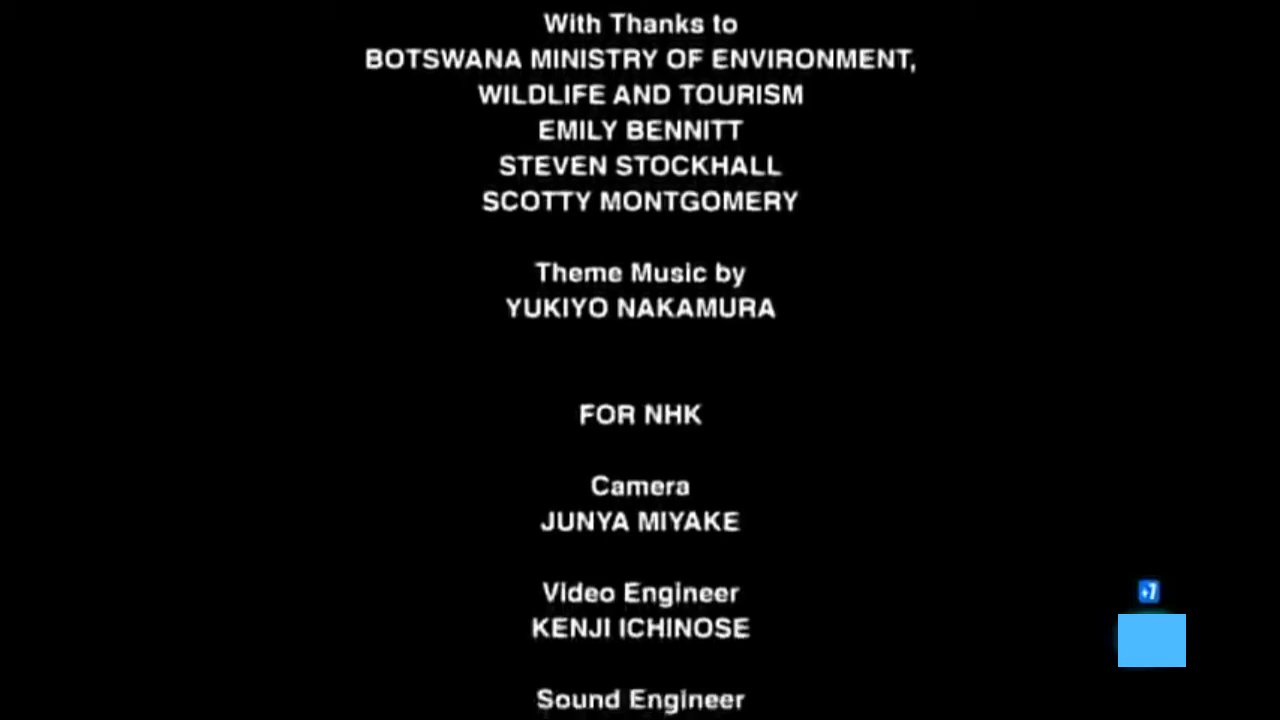 With Thanks to
BOTSWANA MINISTRY OF ENVIRONMENT,
WILDLIFE AND TOURISM
EMILY BENNITT
STEVEN STOCKHALL
SCOTTY MONTGOMERY
Theme Music by
YUKIYO NAKAMURA
FOR NHK
Camera
JUNYA MIYAKE
Video Engineer
KENJI ICHINOSE
+7
Sound Engineer